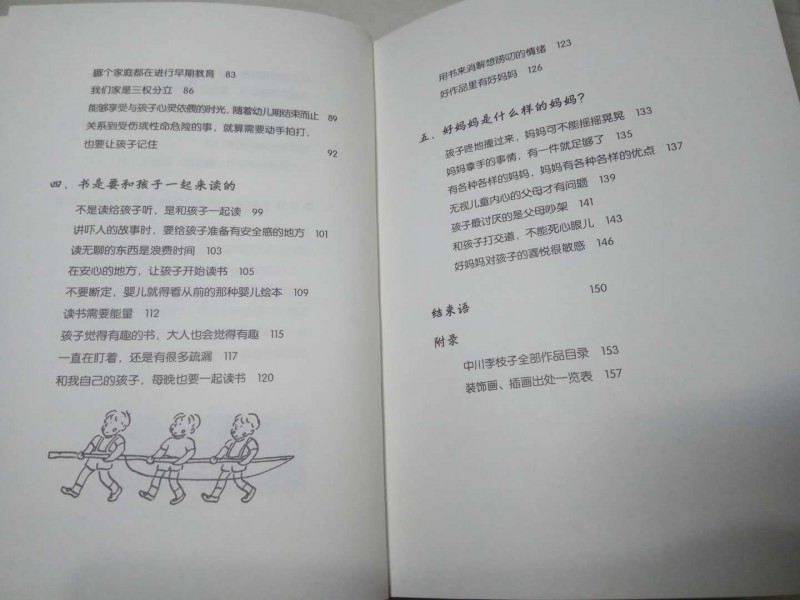 哪个家庭都在进行早期教育 83
我们家是三权分立 86
能够享受与孩子心灵依偎的时光，随着幼儿期结束而止 89
关系到受伤或性命危险的事，就算需要动手拍打，
也要让孩子记住 92
四、书是要和孩子一起来读的
不是读给孩子听，是和孩子一起读 99
讲吓人的故事时，要给孩子准备有安全感的地方 101
读无聊的东西是浪费时间 103
在安心的地方，让孩子开始读书 105
不要断定，婴儿就得看从前的那种婴儿绘本 109
读书需要能量 112
孩子觉得有趣的书，大人也会觉得有趣 115
一直在盯着，还是有很多疏漏 117
和我自己的孩子，每晚也要一起读书 120
用书来消解想唠叨的情绪 123
好作品里有好妈妈 126
五、好妈妈是什么样的妈妈？
孩子咚地撞过来，妈妈可不能摇摇晃晃 133
妈妈拿手的事情，有一件就足够了 135
有各种各样的妈妈，妈妈有各种各样的优点 137
无视儿童内心的父母才有问题 139
孩子最讨厌的是父母吵架 141
和孩子打交道，不能死心眼儿 143
好妈妈对孩子的喜悦很敏感 146
结束语 150
附录
中川李枝子全部作品目录 153
装饰画、插画出处一览表 157